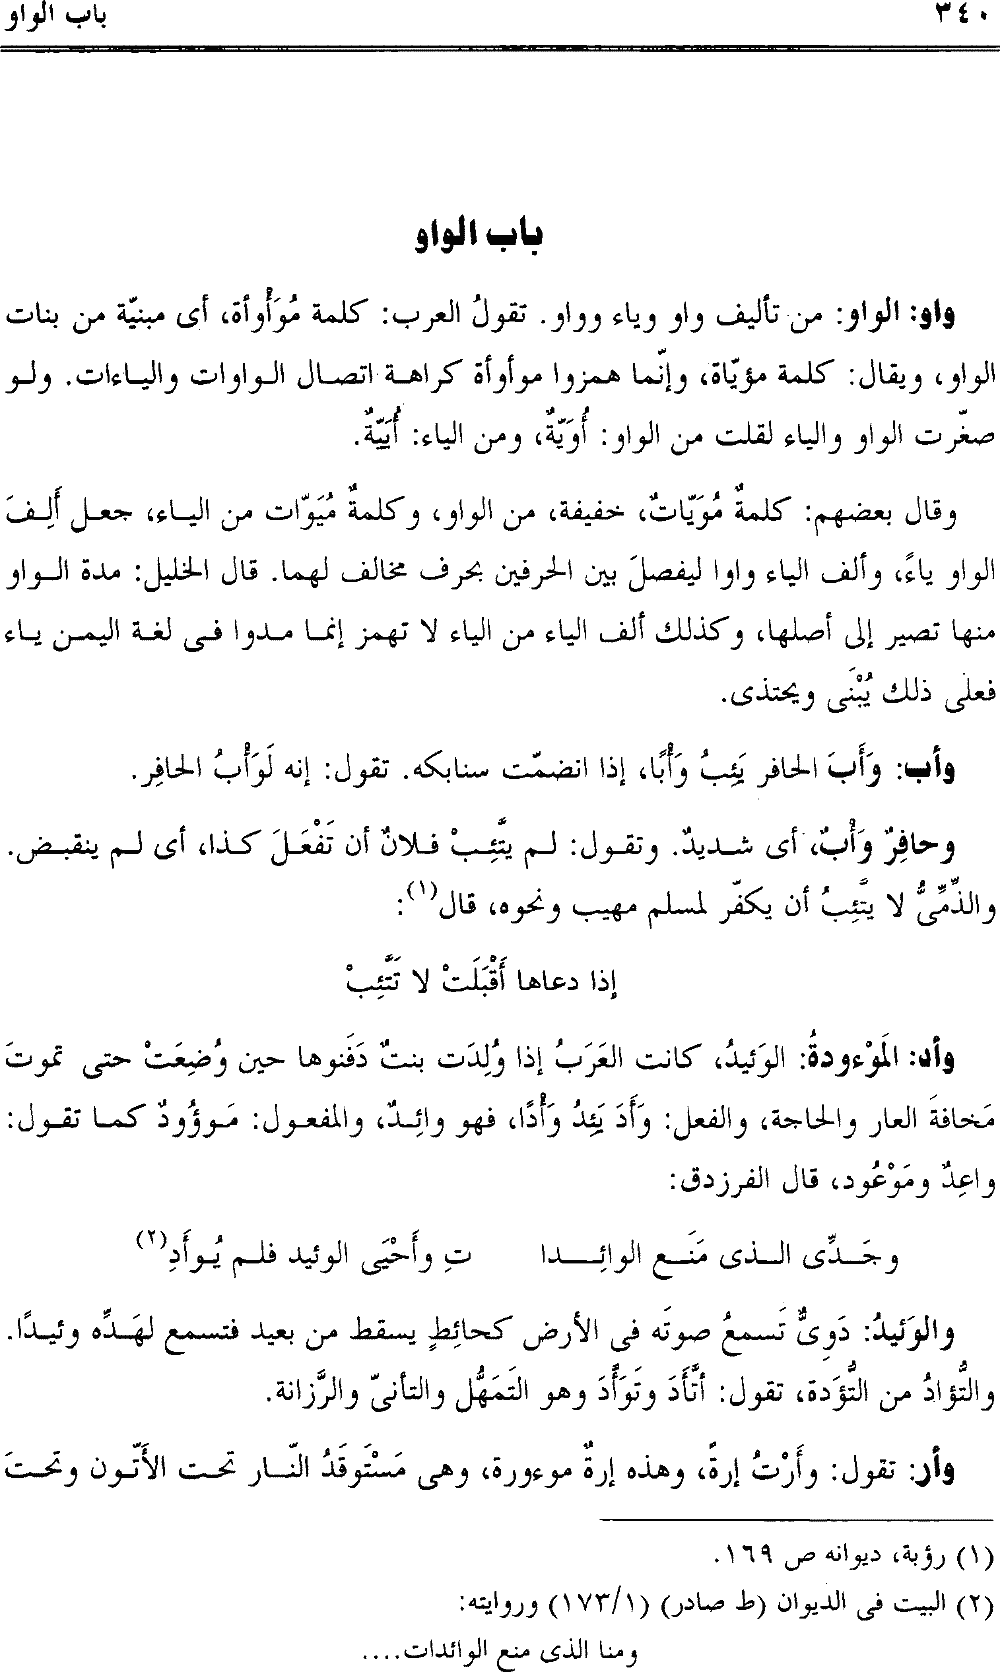 ٣٤٠ باب الواو
باب الواو
واو: الواو: من تأليف واو وياء وواو. تقولُ العرب: كلمة مُوَأْوأة، أى مبنيّة من بنات
الواو، ويقال: كلمة مؤيّاة، وإنّما همزوا موأوأة كراهة اتصال الواوات والياءات. ولو
صغّرت الواو والياء لقلت من الواو: أُوَيّةٌ، ومن الياء: أُيَيّةٌ.
وقال بعضهم: كلمةٌ مُوَيّاتٌ، خفيفة، من الواو، وكلمةٌ مُيَوّات من الياء، جعل أَلِفَ
الواو ياءً، وألف الياء واوا ليفصلَ بين الحرفين بحرف مخالف لهما. قال الخليل: مدة الواو
منها تصير إلى أصلها، وكذلك ألف الياء من الياء لا تهمز إنما مدوا فى لغة اليمن ياء
فعلى ذلك يُبْنَى ويحتذى.
وأب: وَأَبَ الحافر يَئِبُ وَأْبًا، إذا انضمّت سنابكه. تقول: إنه لَوَأْبُ الحافِر.
وحافِرٌ وَأْبٌ، أى شديدٌ. وتقول: لم يتَّئِبْ فلانٌ أن تَفْعَلَ كذا، أى لم ينقبض.
والذِّمِّىُّ لا يتَّئِبُ أن يكفّر لمسلم مهيب ونحوه، قال(١):
إذا دعاها أَقْبَلَتْ لا تَتَّئِبْ
وأد: المَوْءودةُ: الوَئيدُ، كانت العَرَبُ إذا وُلِدَت بنتٌ دَفَنوها حين وُضِعَتْ حتى تموتَ
مَخافةَ العار والحاجة، والفعل: وَأَدَ يَئِدُ وَأْدًا، فهو وائِدٌ، والمفعول: مَوؤُودٌ كما تقول:
واعِدٌ ومَوْعُود، قال الفرزدق:
وجَدِّى الذى مَنَع الوائِدا تِ وأَحْيَى الوئيد فلم يُوأَدِ(٢)
والوَئيدُ: دَوِىٌّ تَسمعُ صوتَه فى الأرض كحائِطٍ يسقط من بعيد فتسمع لهَدِّه وئيدًا.
والتُّؤادُ من التُّؤَدة، تقول: أتَّأَدَ وتَوَأَّدَ وهو التَمَهُّل والتأنىّ والرَّزانة.
وأر: تقول: وأَرْتُ إرةً، وهذه إرةٌ موءورة، وهى مَسْتَوقَدُ النّار تحت الأَتّون وتحتَ
(١) رؤبة، ديوانه ص ١٦٩.
(٢) البيت فى الديوان (ط صادر) (١/١٧٣) وروايته:
ومنا الذى منع الوائدات....